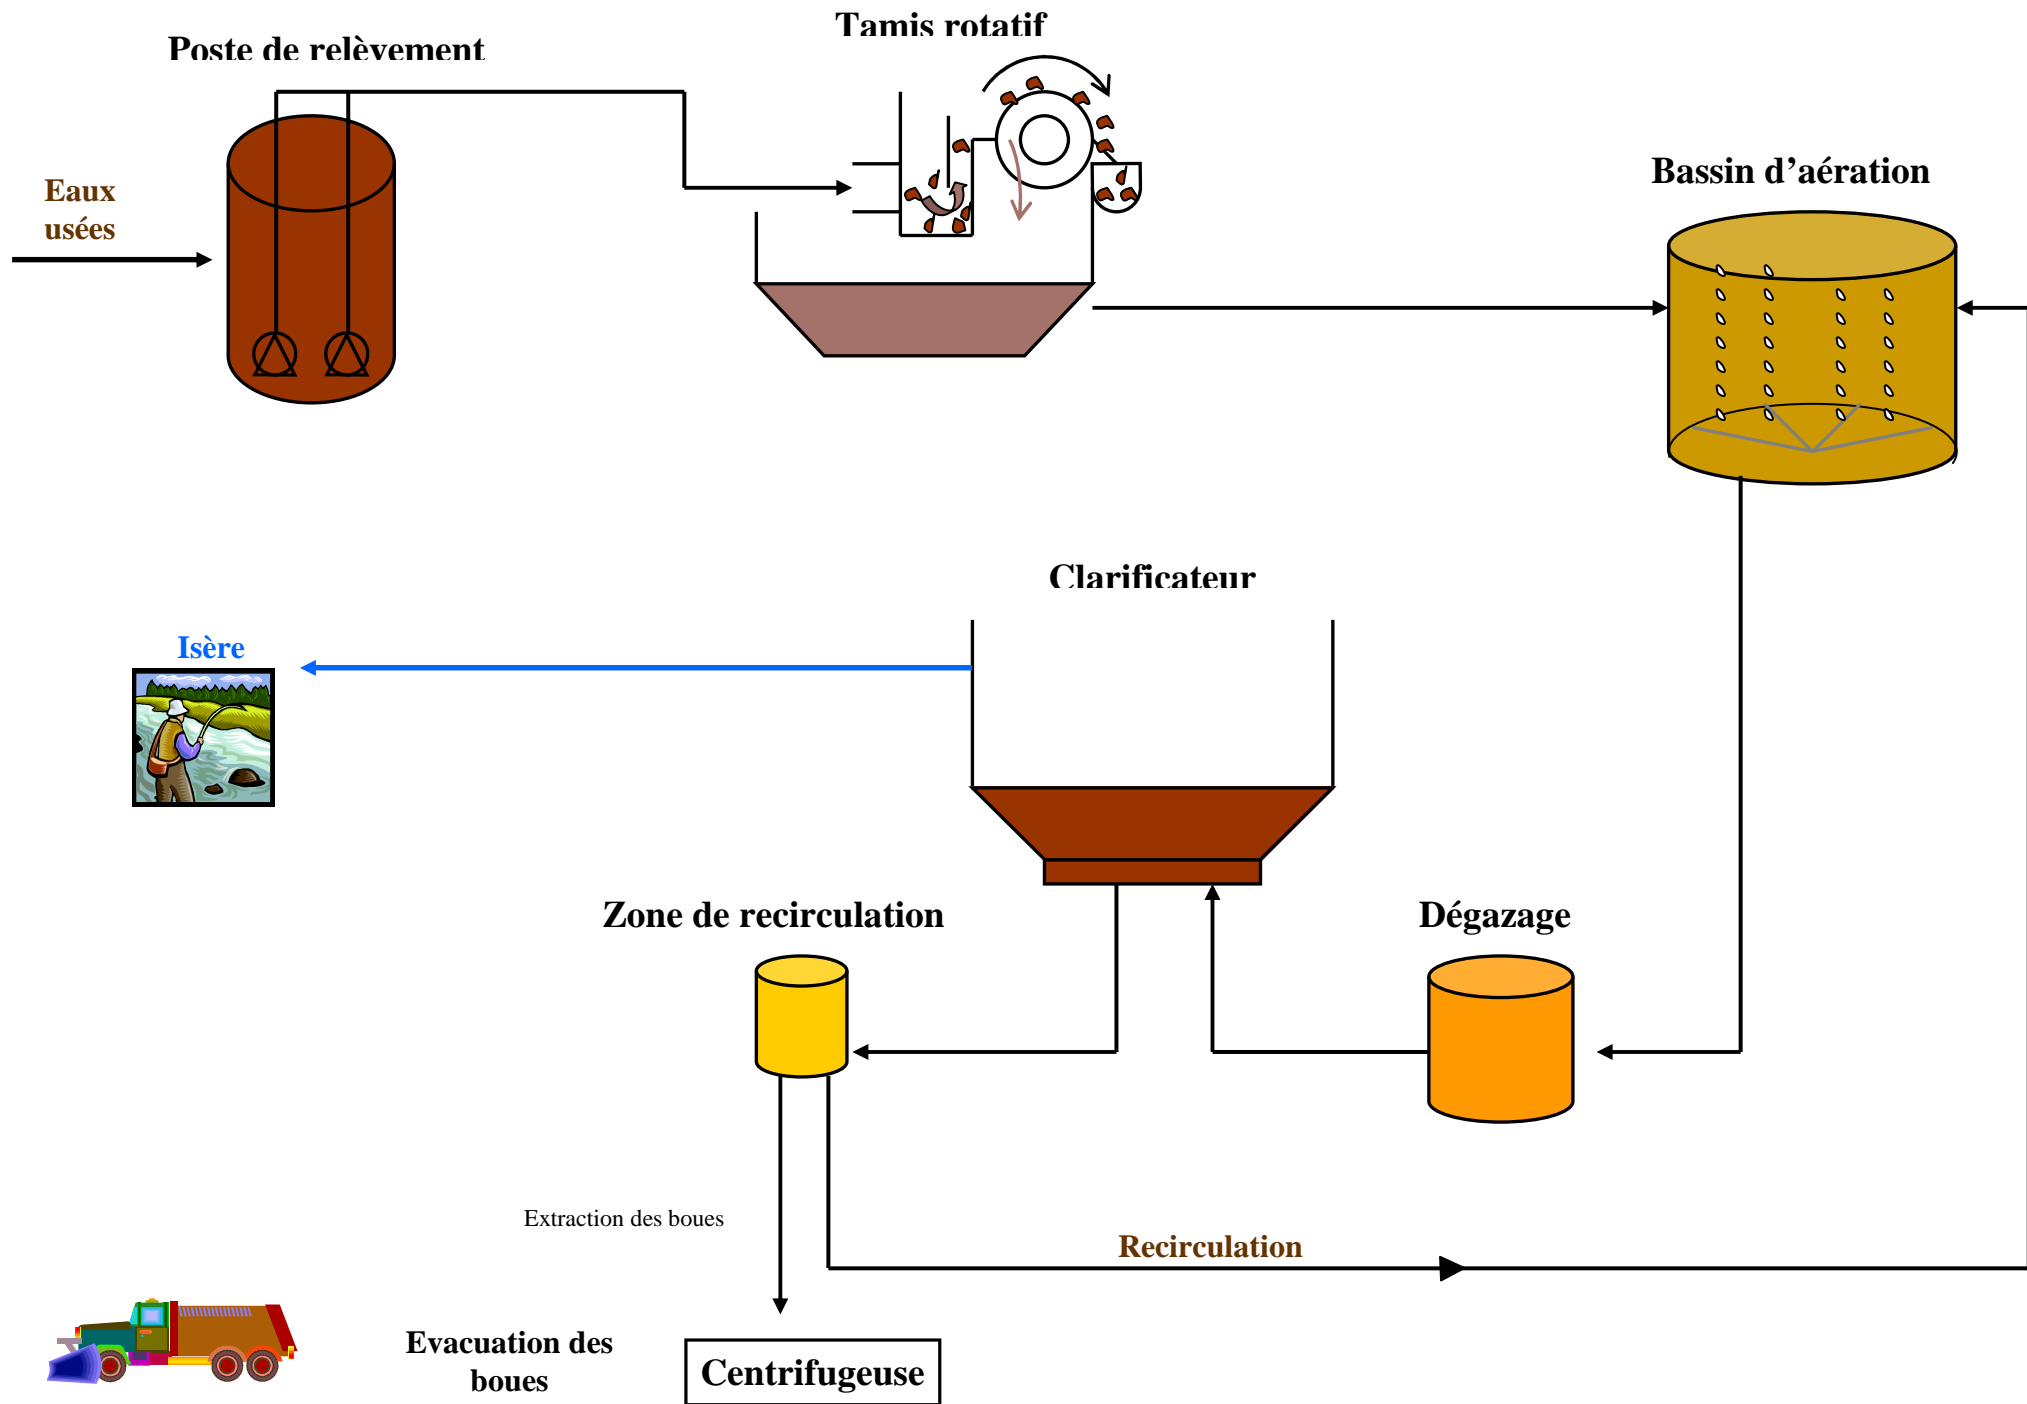 Tamis rotatif
Poste de relèvement
Bassin d’aération
Eaux
usées
Clarificateur
Isère
Zone de recirculation
Dégazage
Extraction des boues
Recirculation
Evacuation des
boues
Centrifugeuse